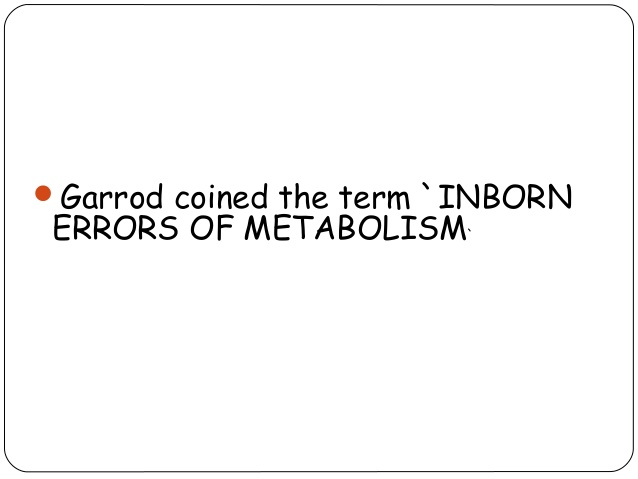 Garrod coined the term `INBORN
ERRORS OF METABOLISM`